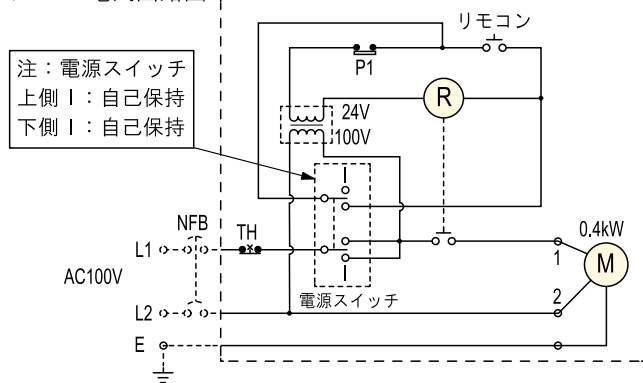 リモコン
注：電源スイッチ
上側Ⅰ：自己保持
下側Ⅰ：自己保持
P1
R
24V
100V
NFB
TH
L1
AC100V
電源スイッチ
L2
E
0.4kW
1
M
2